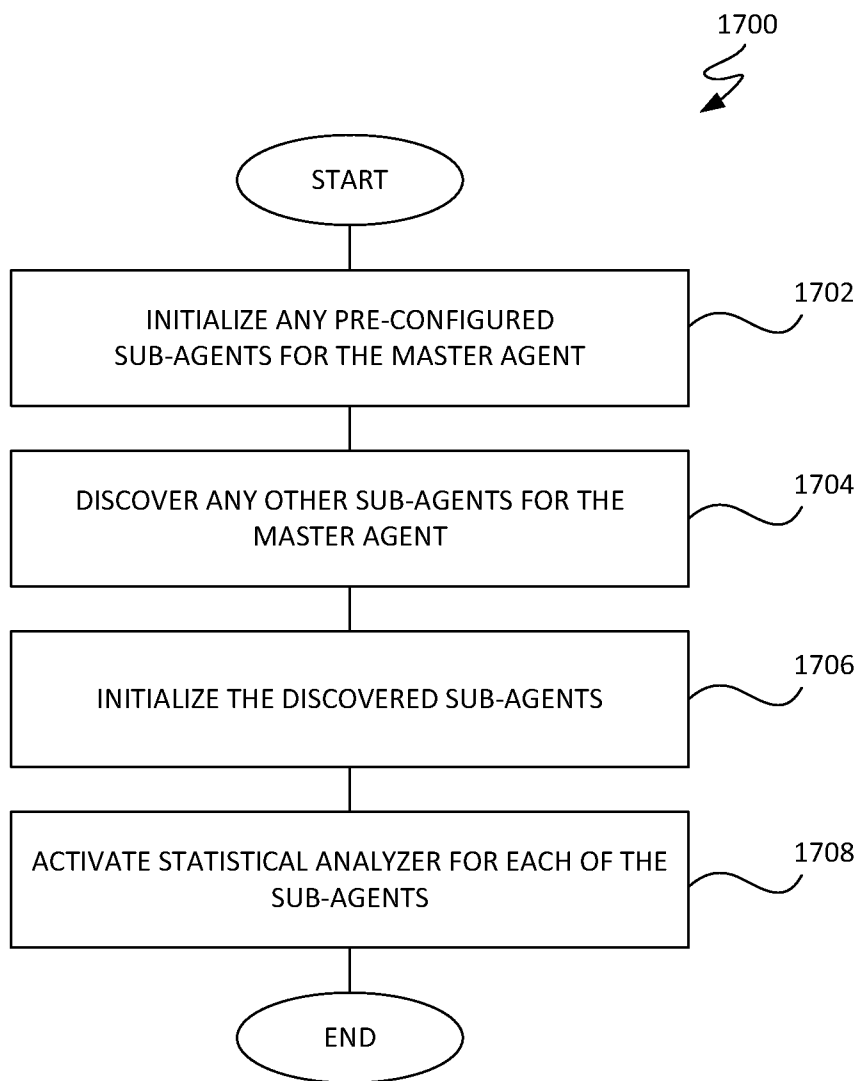 1700
START
INITIALIZE ANY PRE-CONFIGURED
SUB-AGENTS FOR THE MASTER AGENT
1702
DISCOVER ANY OTHER SUB-AGENTS FOR THE
MASTER AGENT
1704
INITIALIZE THE DISCOVERED SUB-AGENTS
1706
ACTIVATE STATISTICAL ANALYZER FOR EACH OF THE
SUB-AGENTS
1708
END